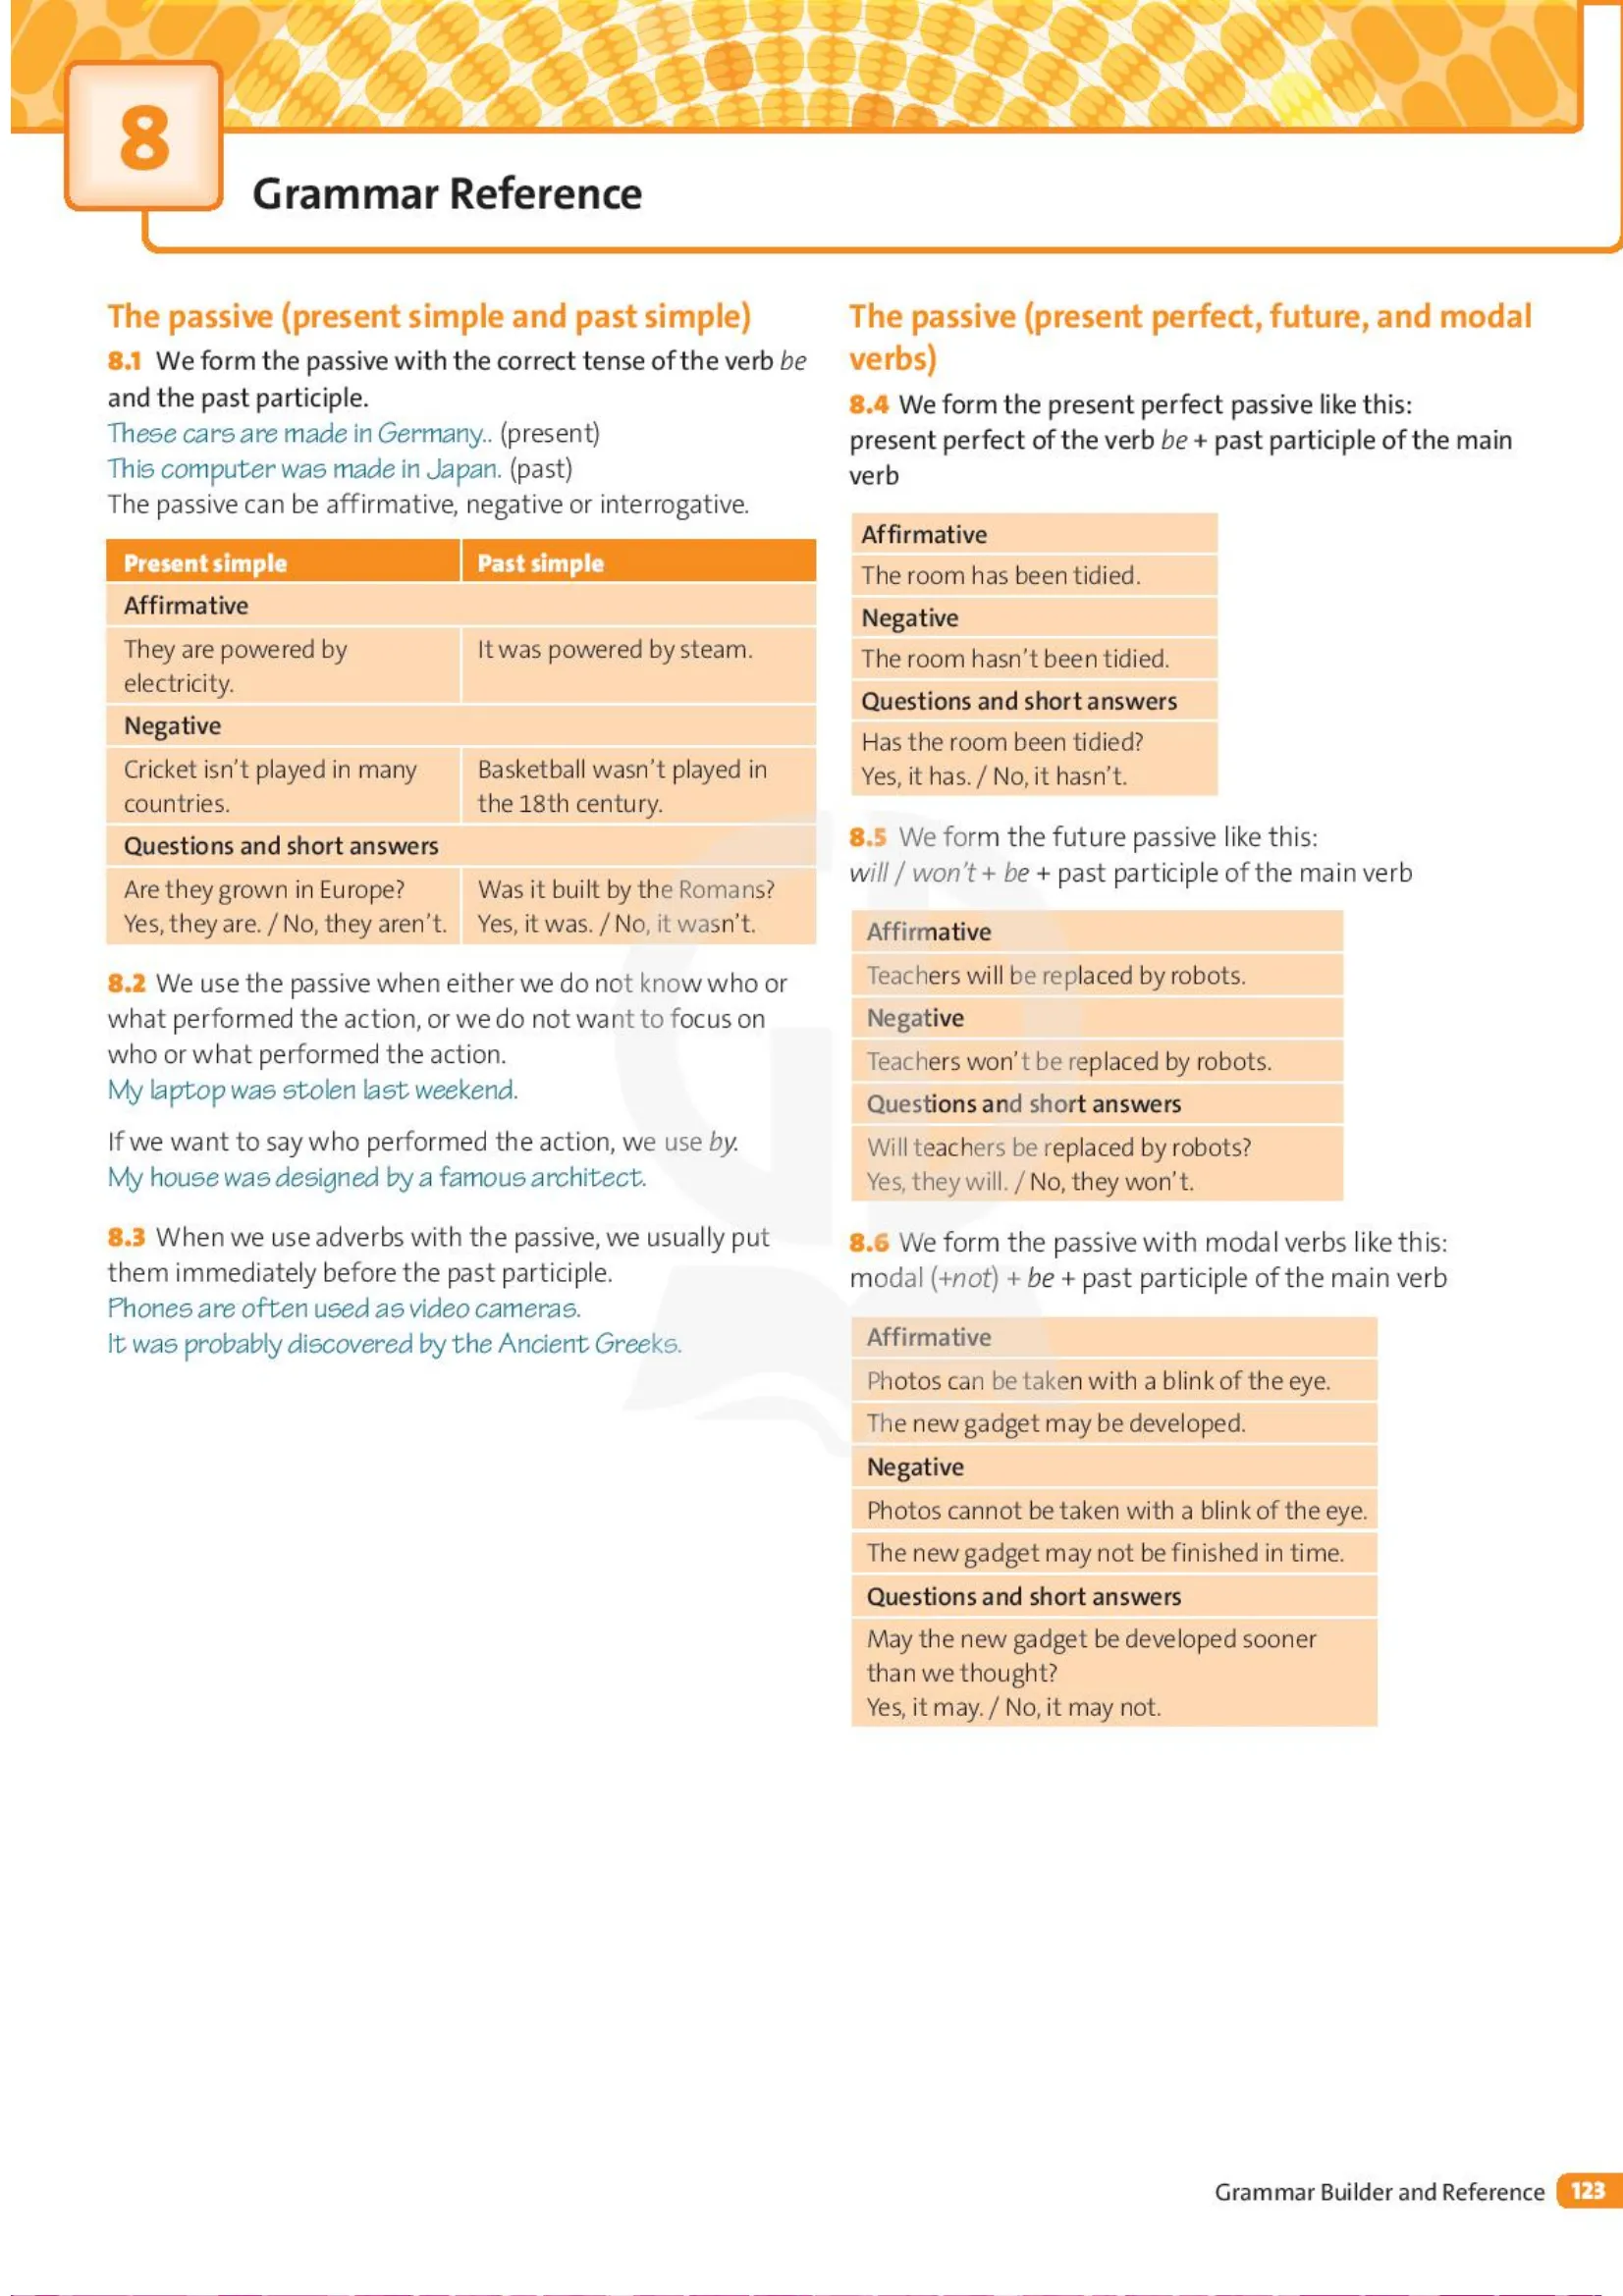 8
Grammar Reference
The passive (present simple and past simple)
8.1 We form the passive with the correct tense of the verb be
and the past participle.
These cars are made in Germany.. (present)
This computer was made in Japan. (past)
The passive can be affirmative, negative or interrogative.
Present simple Past simple
Affirmative
They are powered by It was powered by steam.
electricity.
Negative
Cricket isn't played in many Basketball wasn't played in
countries. the 18th century.
Questions and short answers
Are they grown in Europe? Was it built by the Romans?
Yes, they are. / No, they aren't. Yes, it was. / No, it wasn't.
8.2 We use the passive when either we do not know who or
what performed the action, or we do not want to focus on
who or what performed the action.
My laptop was stolen last weekend.
If we want to say who performed the action, we use by.
My house was designed by a famous architect.
8.3 When we use adverbs with the passive, we usually put
them immediately before the past participle.
Phones are often used as video cameras.
It was probably discovered by the Ancient Greeks.
The passive (present perfect, future, and modal
verbs)
8.4 We form the present perfect passive like this:
present perfect of the verb be + past participle of the main
verb
Affirmative
The room has been tidied.
Negative
The room hasn't been tidied.
Questions and short answers
Has the room been tidied?
Yes, it has. / No, it hasn't.
8.5 We form the future passive like this:
will / won't + be + past participle of the main verb
Affirmative
Teachers will be replaced by robots.
Negative
Teachers won't be replaced by robots.
Questions and short answers
Will teachers be replaced by robots?
Yes, they will. / No, they won't.
8.6 We form the passive with modal verbs like this:
modal (+not) + be + past participle of the main verb
Affirmative
Photos can be taken with a blink of the eye.
The new gadget may be developed.
Negative
Photos cannot be taken with a blink of the eye.
The new gadget may not be finished in time.
Questions and short answers
May the new gadget be developed sooner
than we thought?
Yes, it may. / No, it may not.
Grammar Builder and Reference 123